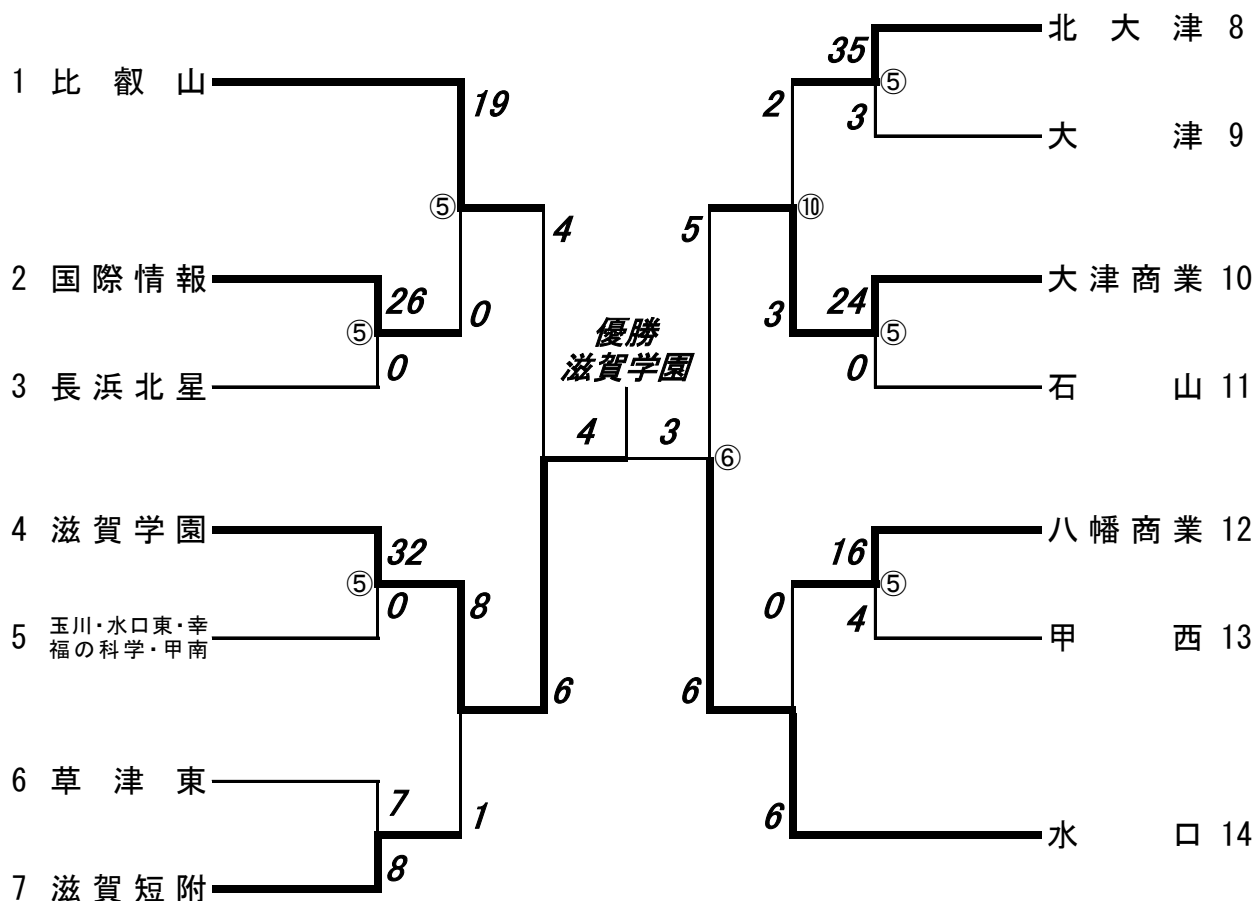 1 比叡山
19
⑤
4
2 国際情報
26
⑤
0
0
3 長浜北星
4 滋賀学園
32
⑤
0
8
5 玉川・水口東・幸
福の科学・甲南
6
6 草津東
7
1
8
7 滋賀短附
優勝
滋賀学園
4 3
⑥
北大津 8
35
⑤
2
3
大津 9
⑩
5
大津商業 10
24
3
⑤
0
石山 11
八幡商業 12
16
⑤
0
4
甲西 13
6
6
水口 14